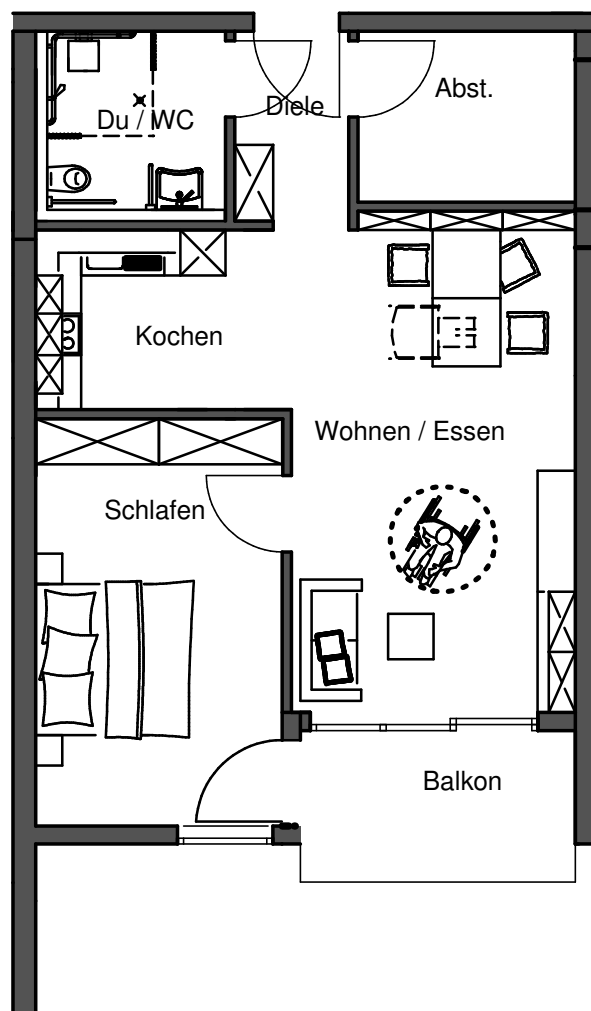 Abst.
Diele
Du / WC
Kochen
Wohnen / Essen
Schlafen
Balkon